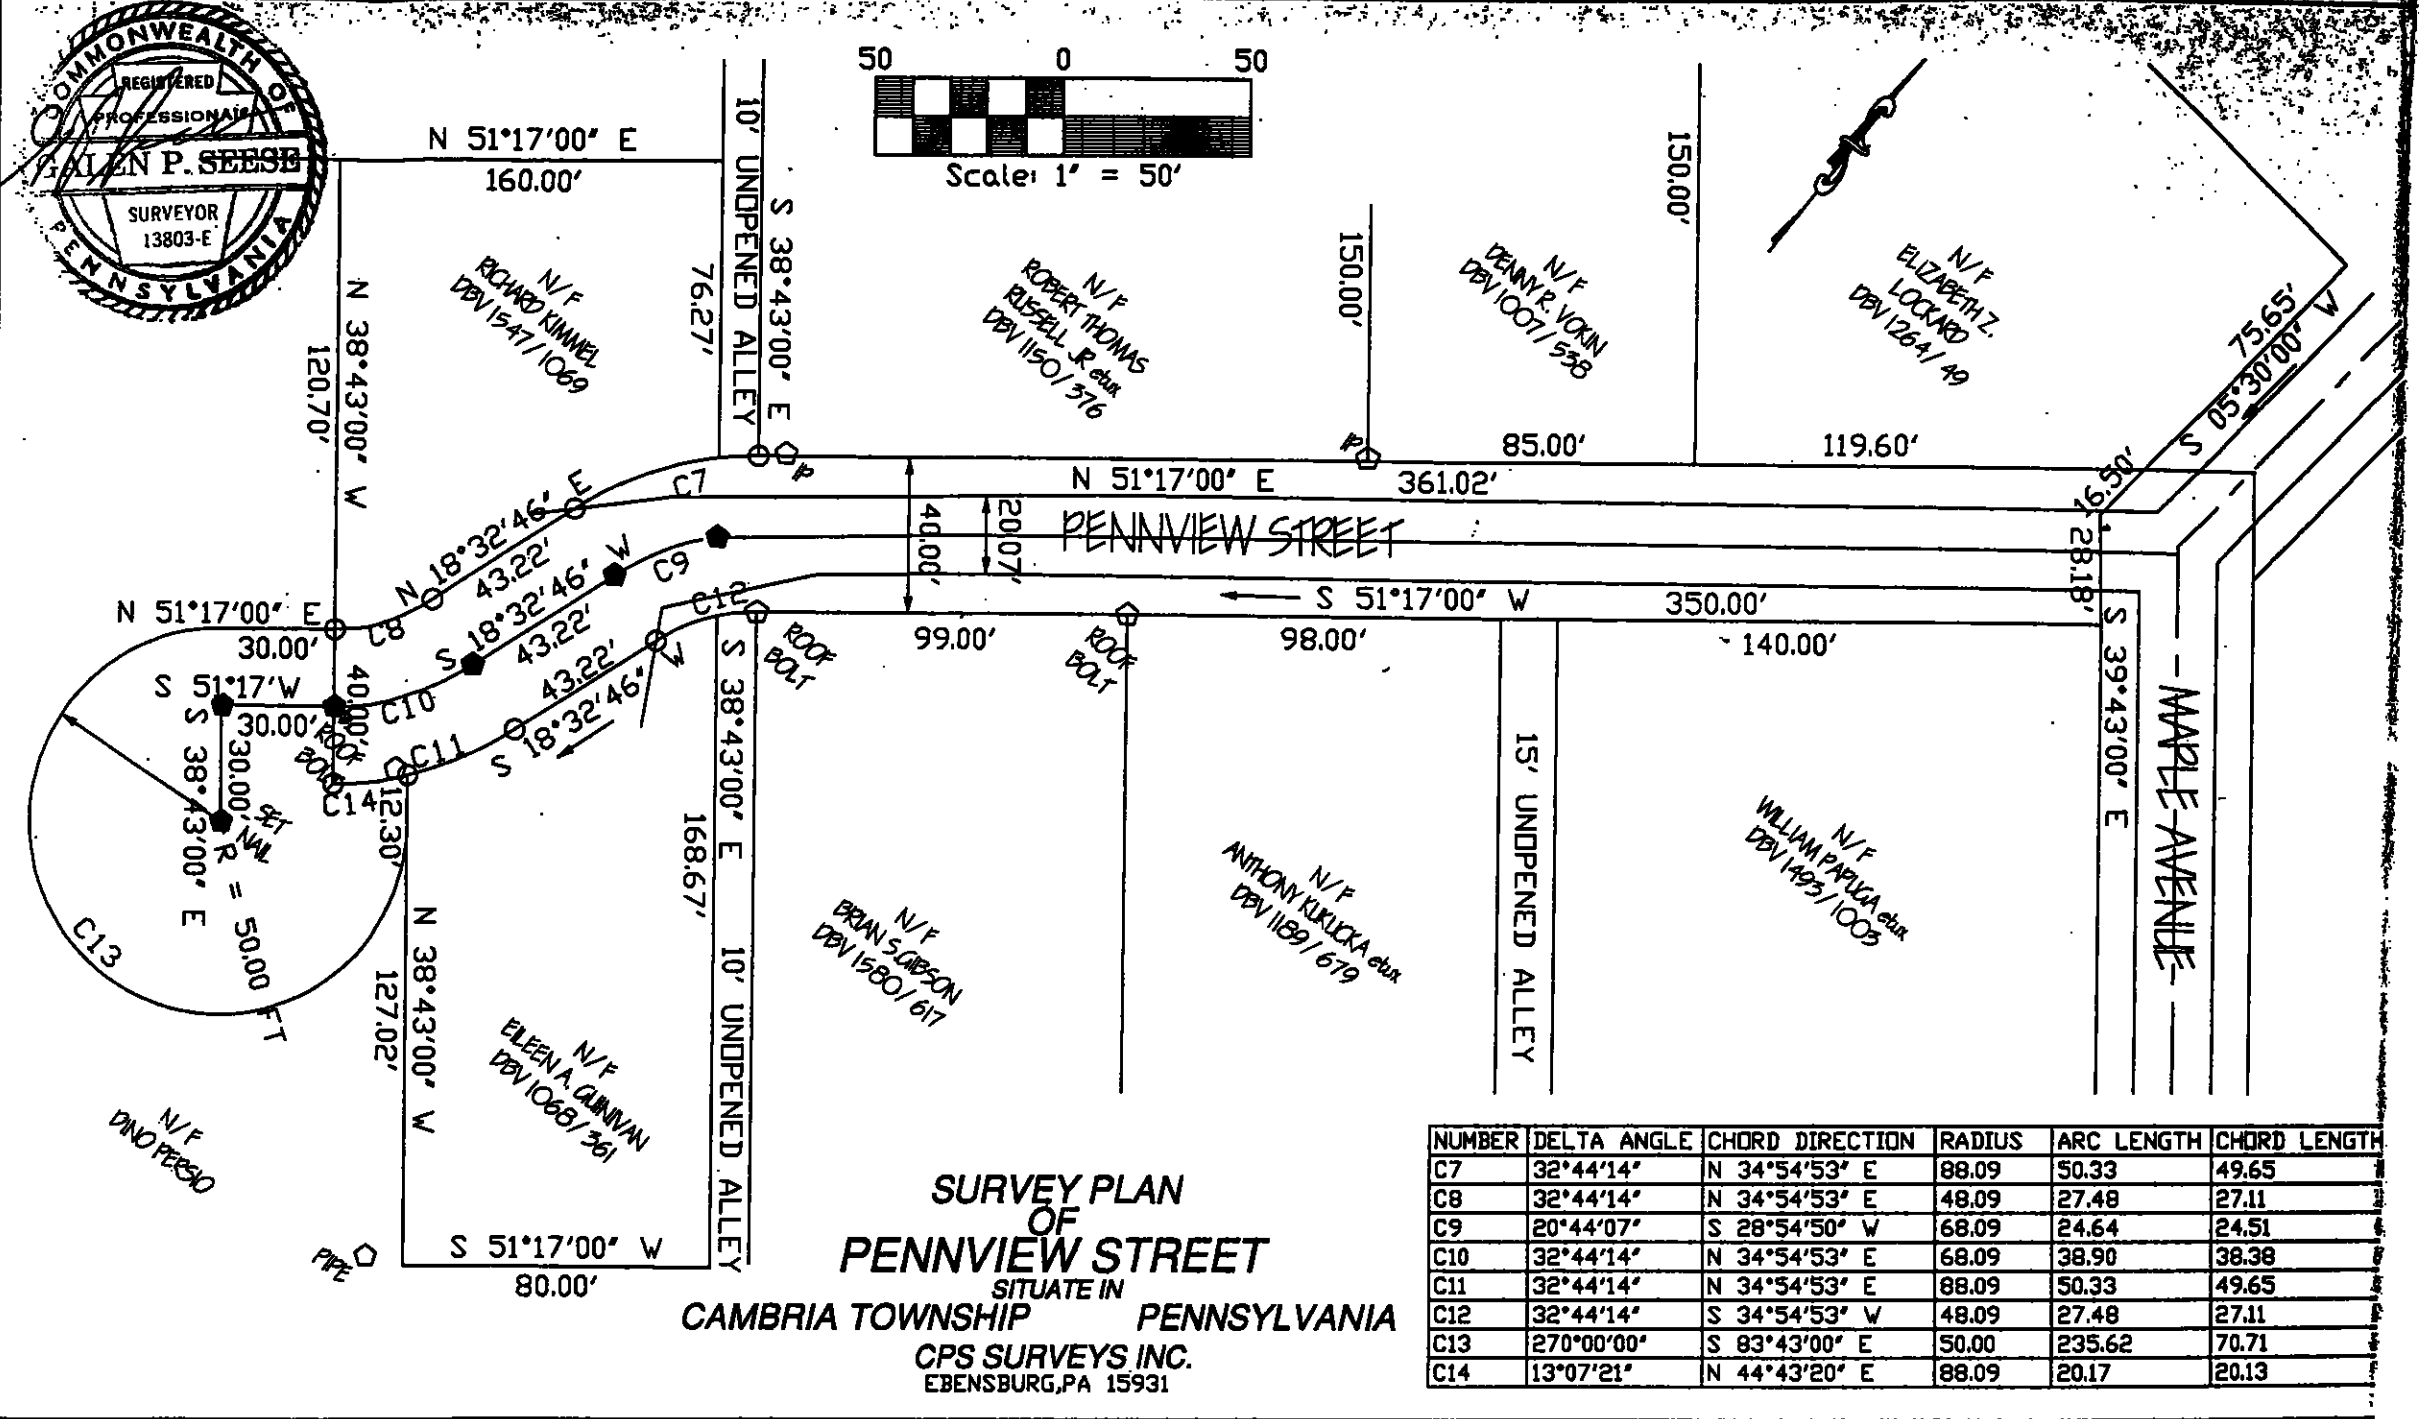 COMMONWEALTH OF
REGISTERED
PROFESSIONAL
GALEN P. SEESE
SURVEYOR
13803-E
PENNSYLVANIA
50 0 50
Scale: 1" = 50'
N 51°17'00" E
160.00'
10' UNOPENED ALLEY
S 38°43'00" E
76.27'
N 38°43'00" W
120.70'
N/F
RICHARD KIMMEL
DBV 1547/1069
N/F
ROBERT THOMAS
RUSSELL JR etux
DBV 1150/376
150.00'
N/F
DENNY R. VOKIN
DBV 1007/538
150.00'
N/F
ELIZABETH Z.
LOCKARD
DBV 1264/49
75.65'
S 05°30'00" W
16.50'
IP
IP
85.00'
119.60'
N 51°17'00" E
361.02'
C7
N 18°32'46" E
43.22'
40.00'
20.07'
PENNVIEW STREET
28.18'
S 39°43'00" E
MAPLE AVENUE
C9
S 18°32'46" W
43.22'
C12
S 51°17'00" W
350.00'
N 51°17'00" E
30.00'
C8
ROOF
BOLT
99.00'
ROOF
BOLT
98.00'
140.00'
S 51°17'W
30.00'
40.00'
C10
ROOF
BOLT
43.22'
S 18°32'46" W
C11
C14
12.30'
S 38°43'00" E
30.00'
SET
NAIL
R = 50.00 FT
C13
S 38°43'00" E
168.67'
10' UNOPENED ALLEY
N 38°43'00" W
127.02'
N/F
EILEEN A. GUINIVAN
DBV 1068/361
N/F
BRIAN S. GIBSON
DBV 1580/617
N/F
ANTHONY KUKUCKA etux
DBV 1189/679
15' UNOPENED ALLEY
N/F
WILLIAM PAPUGA etux
DBV 1493/1003
N/F
DINO PERSIO
PIPE
S 51°17'00" W
80.00'
SURVEY PLAN
OF
PENNVIEW STREET
SITUATE IN
CAMBRIA TOWNSHIP PENNSYLVANIA
CPS SURVEYS INC.
EBENSBURG,PA 15931
NUMBER DELTA ANGLE CHORD DIRECTION RADIUS ARC LENGTH CHORD LENGTH
C7 32°44'14" N 34°54'53" E 88.09 50.33 49.65
C8 32°44'14" N 34°54'53" E 48.09 27.48 27.11
C9 20°44'07" S 28°54'50" W 68.09 24.64 24.51
C10 32°44'14" N 34°54'53" E 68.09 38.90 38.38
C11 32°44'14" N 34°54'53" E 88.09 50.33 49.65
C12 32°44'14" S 34°54'53" W 48.09 27.48 27.11
C13 270°00'00" S 83°43'00" E 50.00 235.62 70.71
C14 13°07'21" N 44°43'20" E 88.09 20.17 20.13